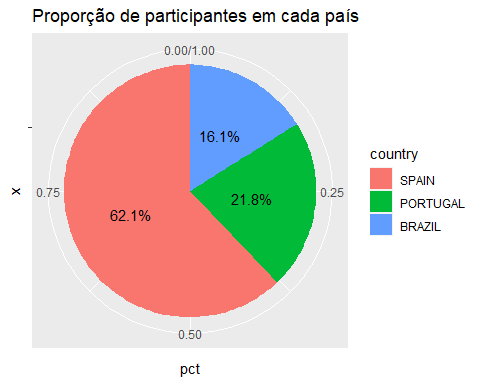 Proporção de participantes em cada país
0.00/1.00
16.1%
country
SPAIN
x
0.75
62.1%
21.8%
0.25
PORTUGAL
BRAZIL
0.50
pct